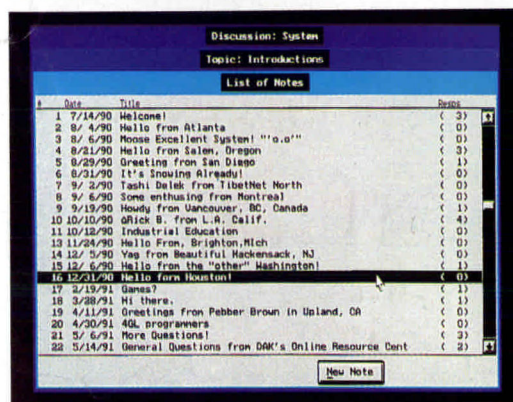 Discussion: System
Topic: Introductions
List of Notes
# Date Title Resps
1 7/14/90 Welcome! ( 3)
2 8/ 4/90 Hello from Atlanta ( 0)
3 8/ 6/90 Moose Excellent System! "'o.o'" ( 0)
4 8/21/90 Hello from Salem, Oregon ( 3)
5 8/29/90 Greeting from San Diego ( 1)
6 8/31/90 It's Snowing Already! ( 0)
7 9/ 2/90 Tashi Delek from TibetNet North ( 0)
8 9/ 6/90 Some enthusing from Montreal ( 0)
9 9/19/90 Howdy from Vancouver, BC, Canada ( 1)
10 10/10/90 aRick B. from L.A. Calif. ( 4)
11 10/12/90 Industrial Education ( 0)
13 11/24/90 Hello From, Brighton,MIch ( 0)
14 12/ 5/90 Yag from Beautiful Hackensack, NJ ( 0)
15 12/ 6/90 Hello from the "other" Washington! ( 1)
16 12/31/90 Hello form Houston! ( 0)
17 2/19/91 Games? ( 1)
18 3/28/91 Hi there. ( 1)
19 4/11/91 Greetings from Pebber Brown in Upland, CA ( 0)
20 4/30/91 4GL programmers ( 0)
21 5/ 6/91 More Questions! ( 3)
22 5/14/91 General Questions from DAK's Online Resource Cent ( 2)
New Note